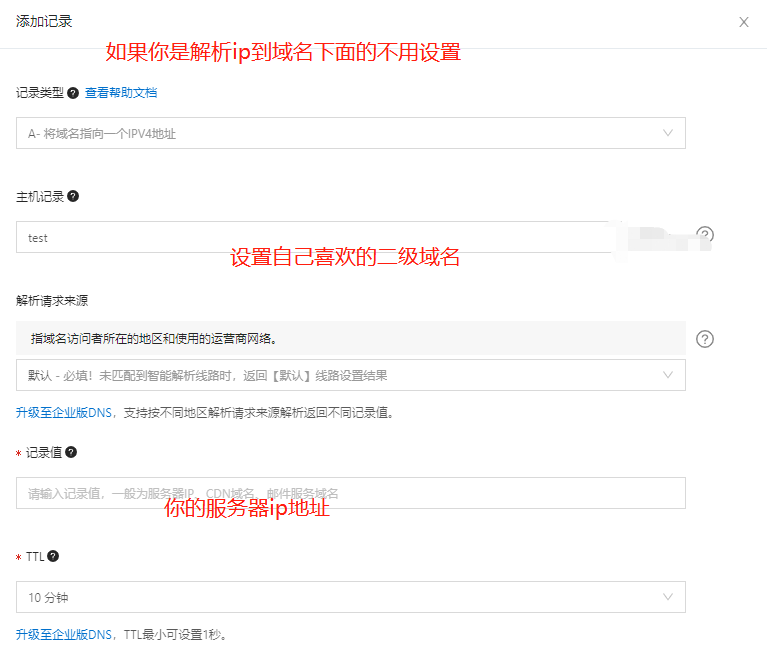 添加记录
如果你是解析ip到域名下面的不用设置
记录类型 查看帮助文档
A- 将域名指向一个IPV4地址
主机记录
test
设置自己喜欢的二级域名
解析请求来源
指域名访问者所在的地区和使用的运营商网络。
默认 - 必填！未匹配到智能解析线路时，返回【默认】线路设置结果
升级至企业版DNS，支持按不同地区解析请求来源解析返回不同记录值。
* 记录值
请输入记录值，一般为服务器IP、CDN域名、邮件服务域名
你的服务器ip地址
* TTL
10 分钟
升级至企业版DNS，TTL最小可设置1秒。